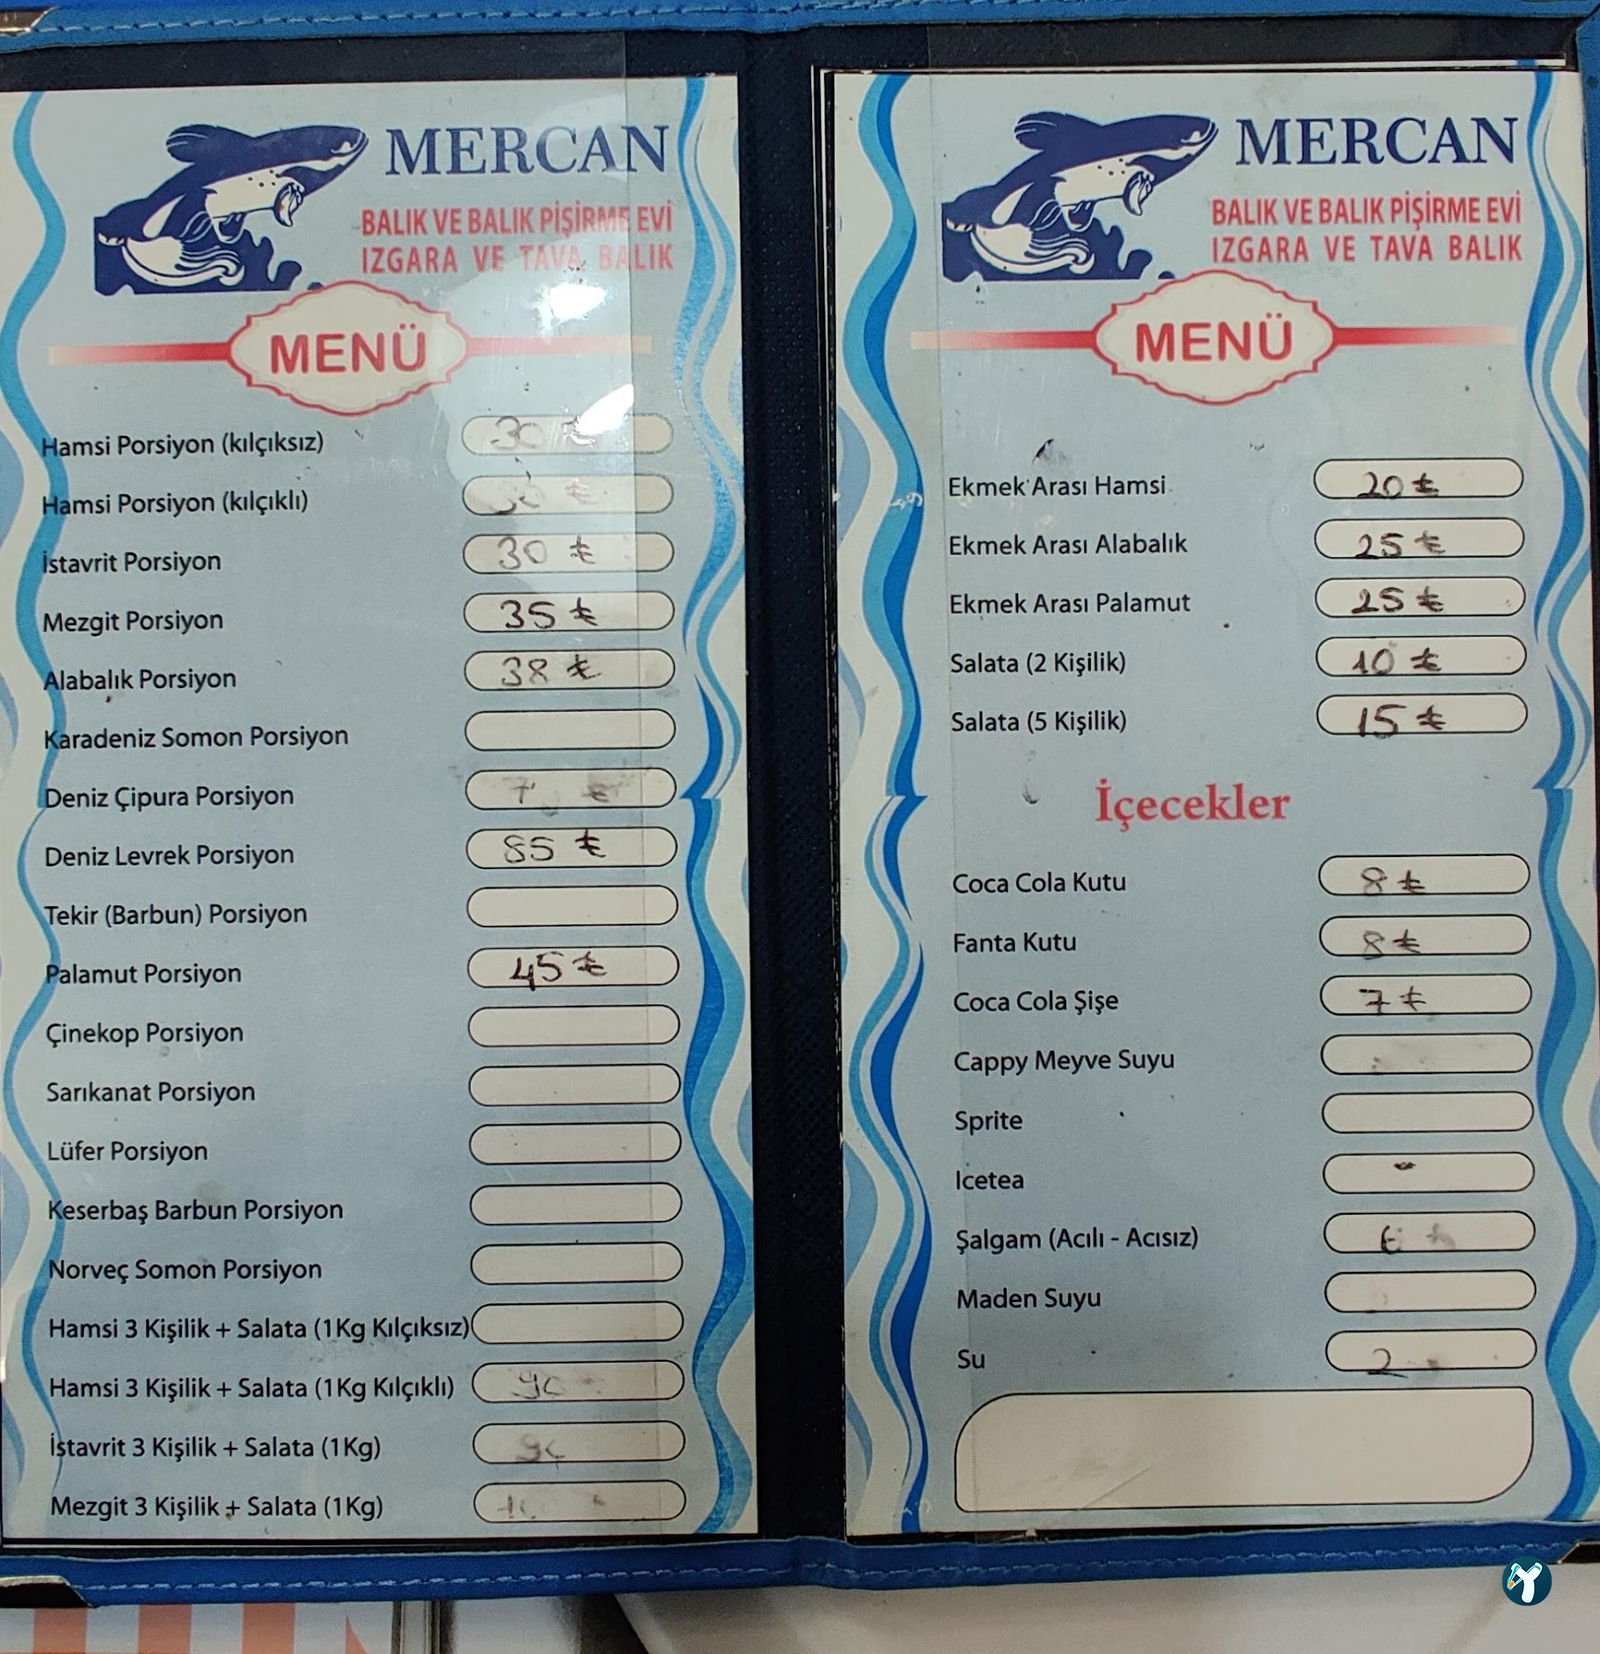 MERCAN
BALIK VE BALIK PİŞİRME EVİ
IZGARA VE TAVA BALIK
MENÜ
Hamsi Porsiyon (kılçıksız) 30 ₺
Hamsi Porsiyon (kılçıklı) ₺
İstavrit Porsiyon 30 ₺
Mezgit Porsiyon 35 ₺
Alabalık Porsiyon 38 ₺
Karadeniz Somon Porsiyon
Deniz Çipura Porsiyon
Deniz Levrek Porsiyon 85 ₺
Tekir (Barbun) Porsiyon
Palamut Porsiyon 45 ₺
Çinekop Porsiyon
Sarıkanat Porsiyon
Lüfer Porsiyon
Keserbaş Barbun Porsiyon
Norveç Somon Porsiyon
Hamsi 3 Kişilik + Salata (1Kg Kılçıksız)
Hamsi 3 Kişilik + Salata (1Kg Kılçıklı)
İstavrit 3 Kişilik + Salata (1Kg)
Mezgit 3 Kişilik + Salata (1Kg)
MERCAN
BALIK VE BALIK PİŞİRME EVİ
IZGARA VE TAVA BALIK
MENÜ
Ekmek Arası Hamsi 20 ₺
Ekmek Arası Alabalık 25 ₺
Ekmek Arası Palamut 25 ₺
Salata (2 Kişilik) 10 ₺
Salata (5 Kişilik) 15 ₺
İçecekler
Coca Cola Kutu 8 ₺
Fanta Kutu 8 ₺
Coca Cola Şişe 7 ₺
Cappy Meyve Suyu
Sprite
Icetea
Şalgam (Acılı - Acısız)
Maden Suyu
Su 2